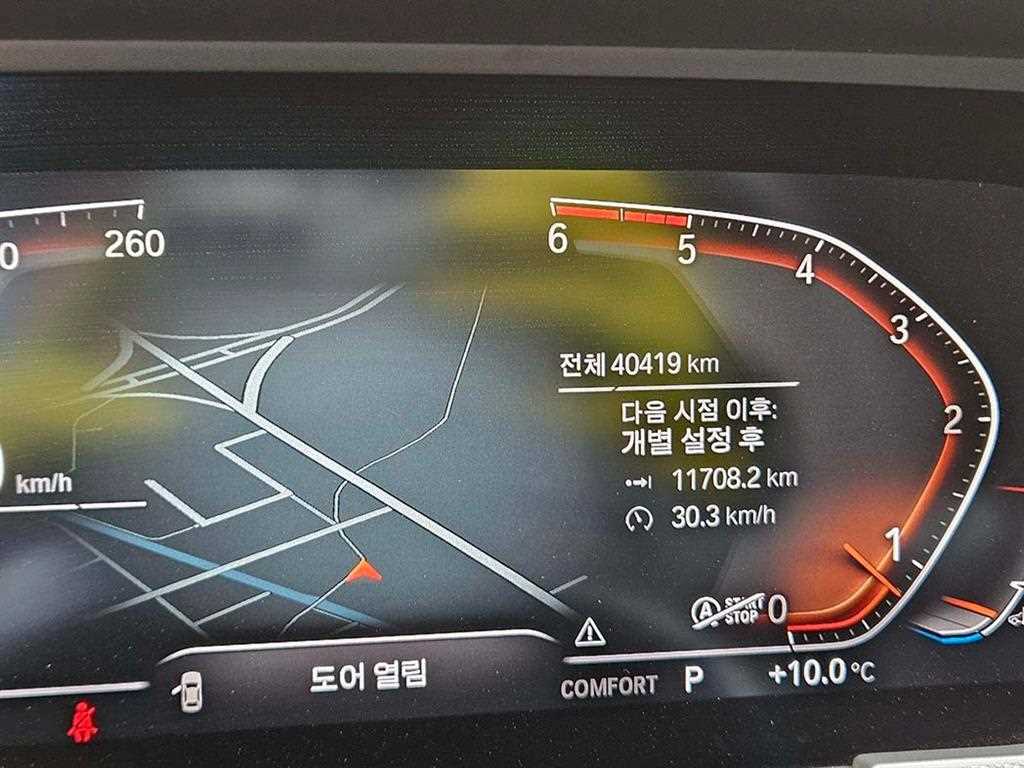 0
260
6
5
4
3
2
1
0
전체 40419 km
다음 시점 이후:
개별 설정 후
11708.2 km
30.3 km/h
km/h
A START STOP
도어 열림
COMFORT P +10.0 °C